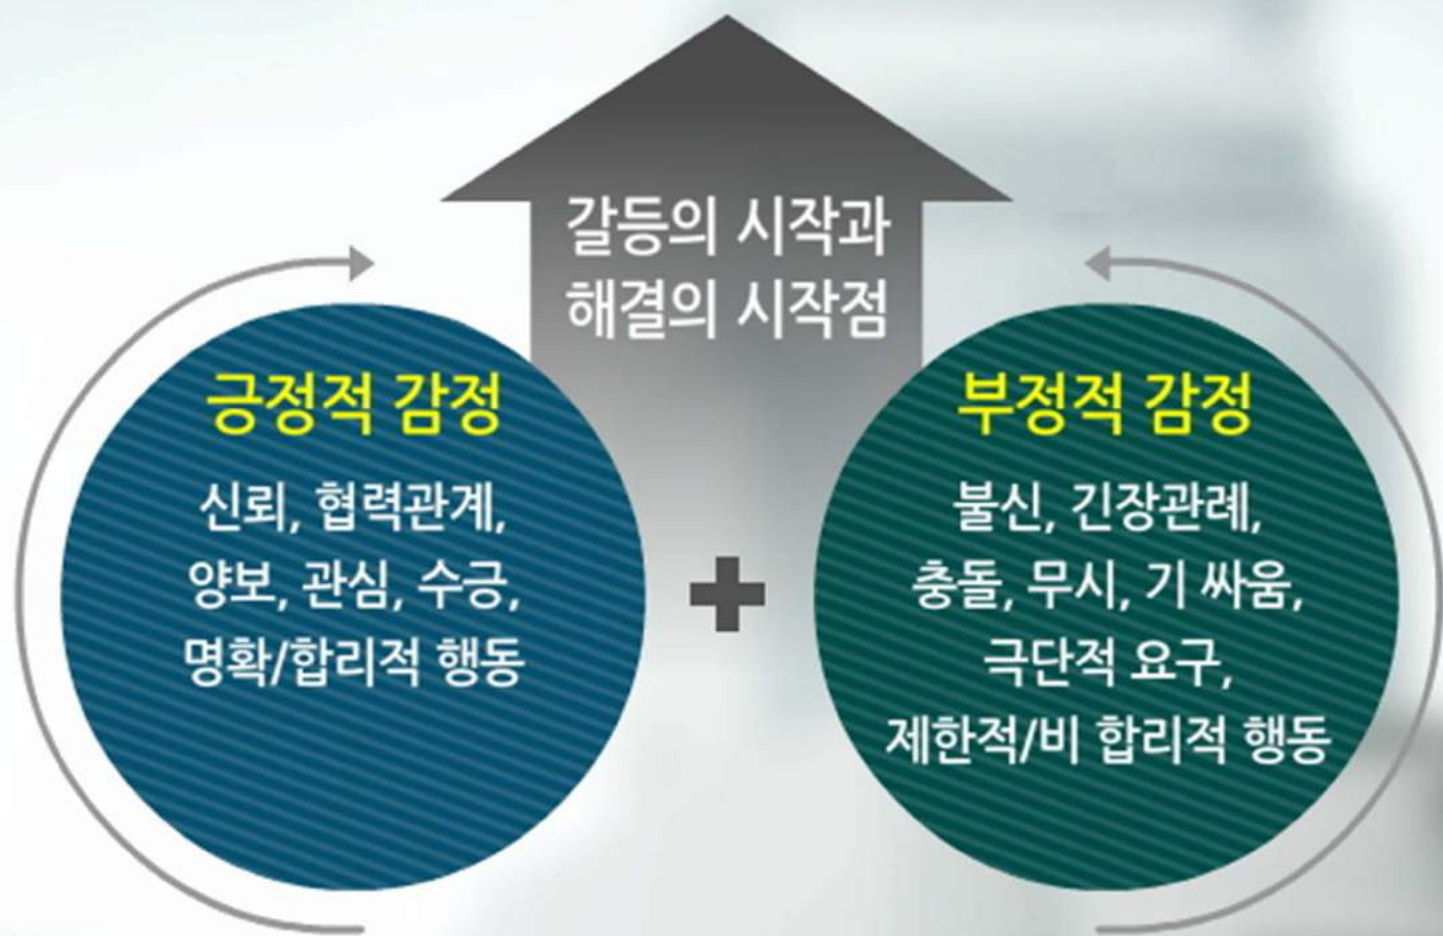 갈등의 시작과
해결의 시작점
긍정적 감정
신뢰, 협력관계,
양보, 관심, 수긍,
명확/합리적 행동
부정적 감정
불신, 긴장관례,
충돌, 무시, 기 싸움,
극단적 요구,
제한적/비 합리적 행동